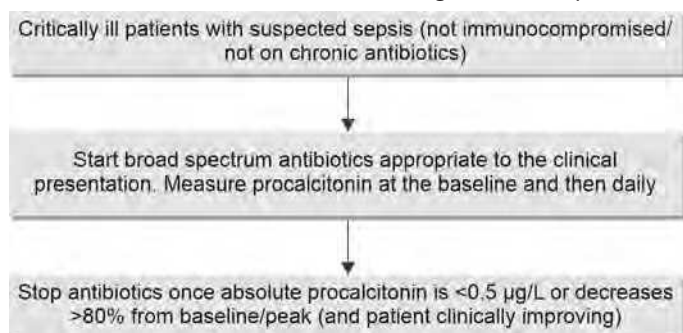 Critically ill patients with suspected sepsis (not immunocompromised/
not on chronic antibiotics)
Start broad spectrum antibiotics appropriate to the clinical
presentation. Measure procalcitonin at the baseline and then daily
Stop antibiotics once absolute procalcitonin is <0.5 µg/L or decreases
>80% from baseline/peak (and patient clinically improving)